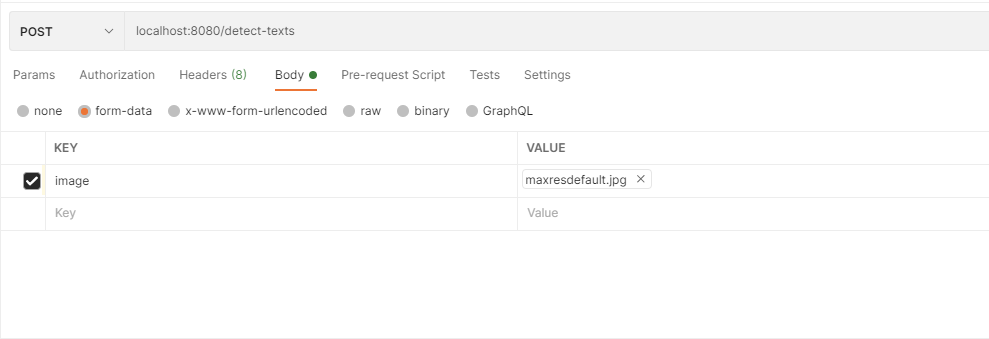 POST localhost:8080/detect-texts
Params Authorization Headers (8) Body Pre-request Script Tests Settings
none form-data x-www-form-urlencoded raw binary GraphQL
KEY VALUE
image maxresdefault.jpg
Key Value